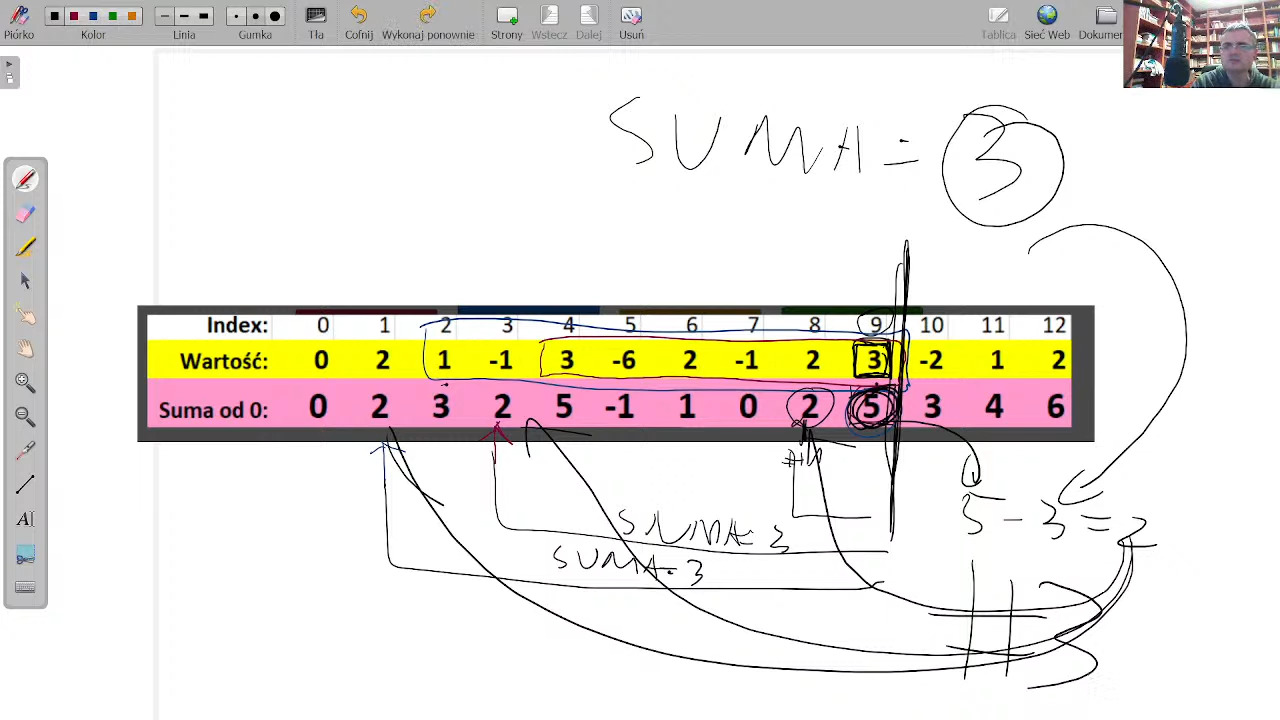 Piórko Kolor Linia Gumka Tła Cofnij Wykonaj ponownie Strony Wstecz Dalej Usuń Tablica Sieć Web Dokumen
SUMA = 3
Index: 0 1 2 3 4 5 6 7 8 9 10 11 12
Wartość: 0 2 1 -1 3 -6 2 -1 2 3 -2 1 2
Suma od 0: 0 2 3 2 5 -1 1 0 2 5 3 4 6
5 - 3 = 2
SUMA = 3
SUMA = 3